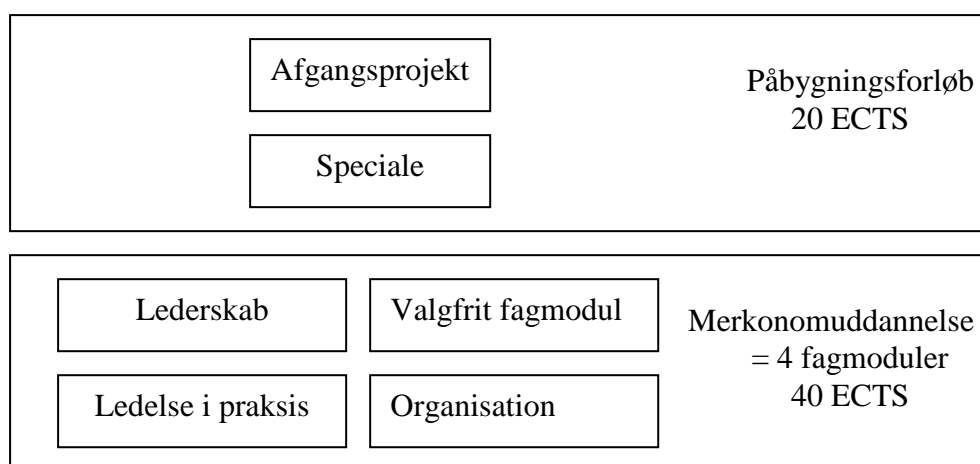 Afgangsprojekt
Speciale
Påbygningsforløb
20 ECTS
Lederskab
Valgfrit fagmodul
Ledelse i praksis
Organisation
Merkonomuddannelse
= 4 fagmoduler
40 ECTS